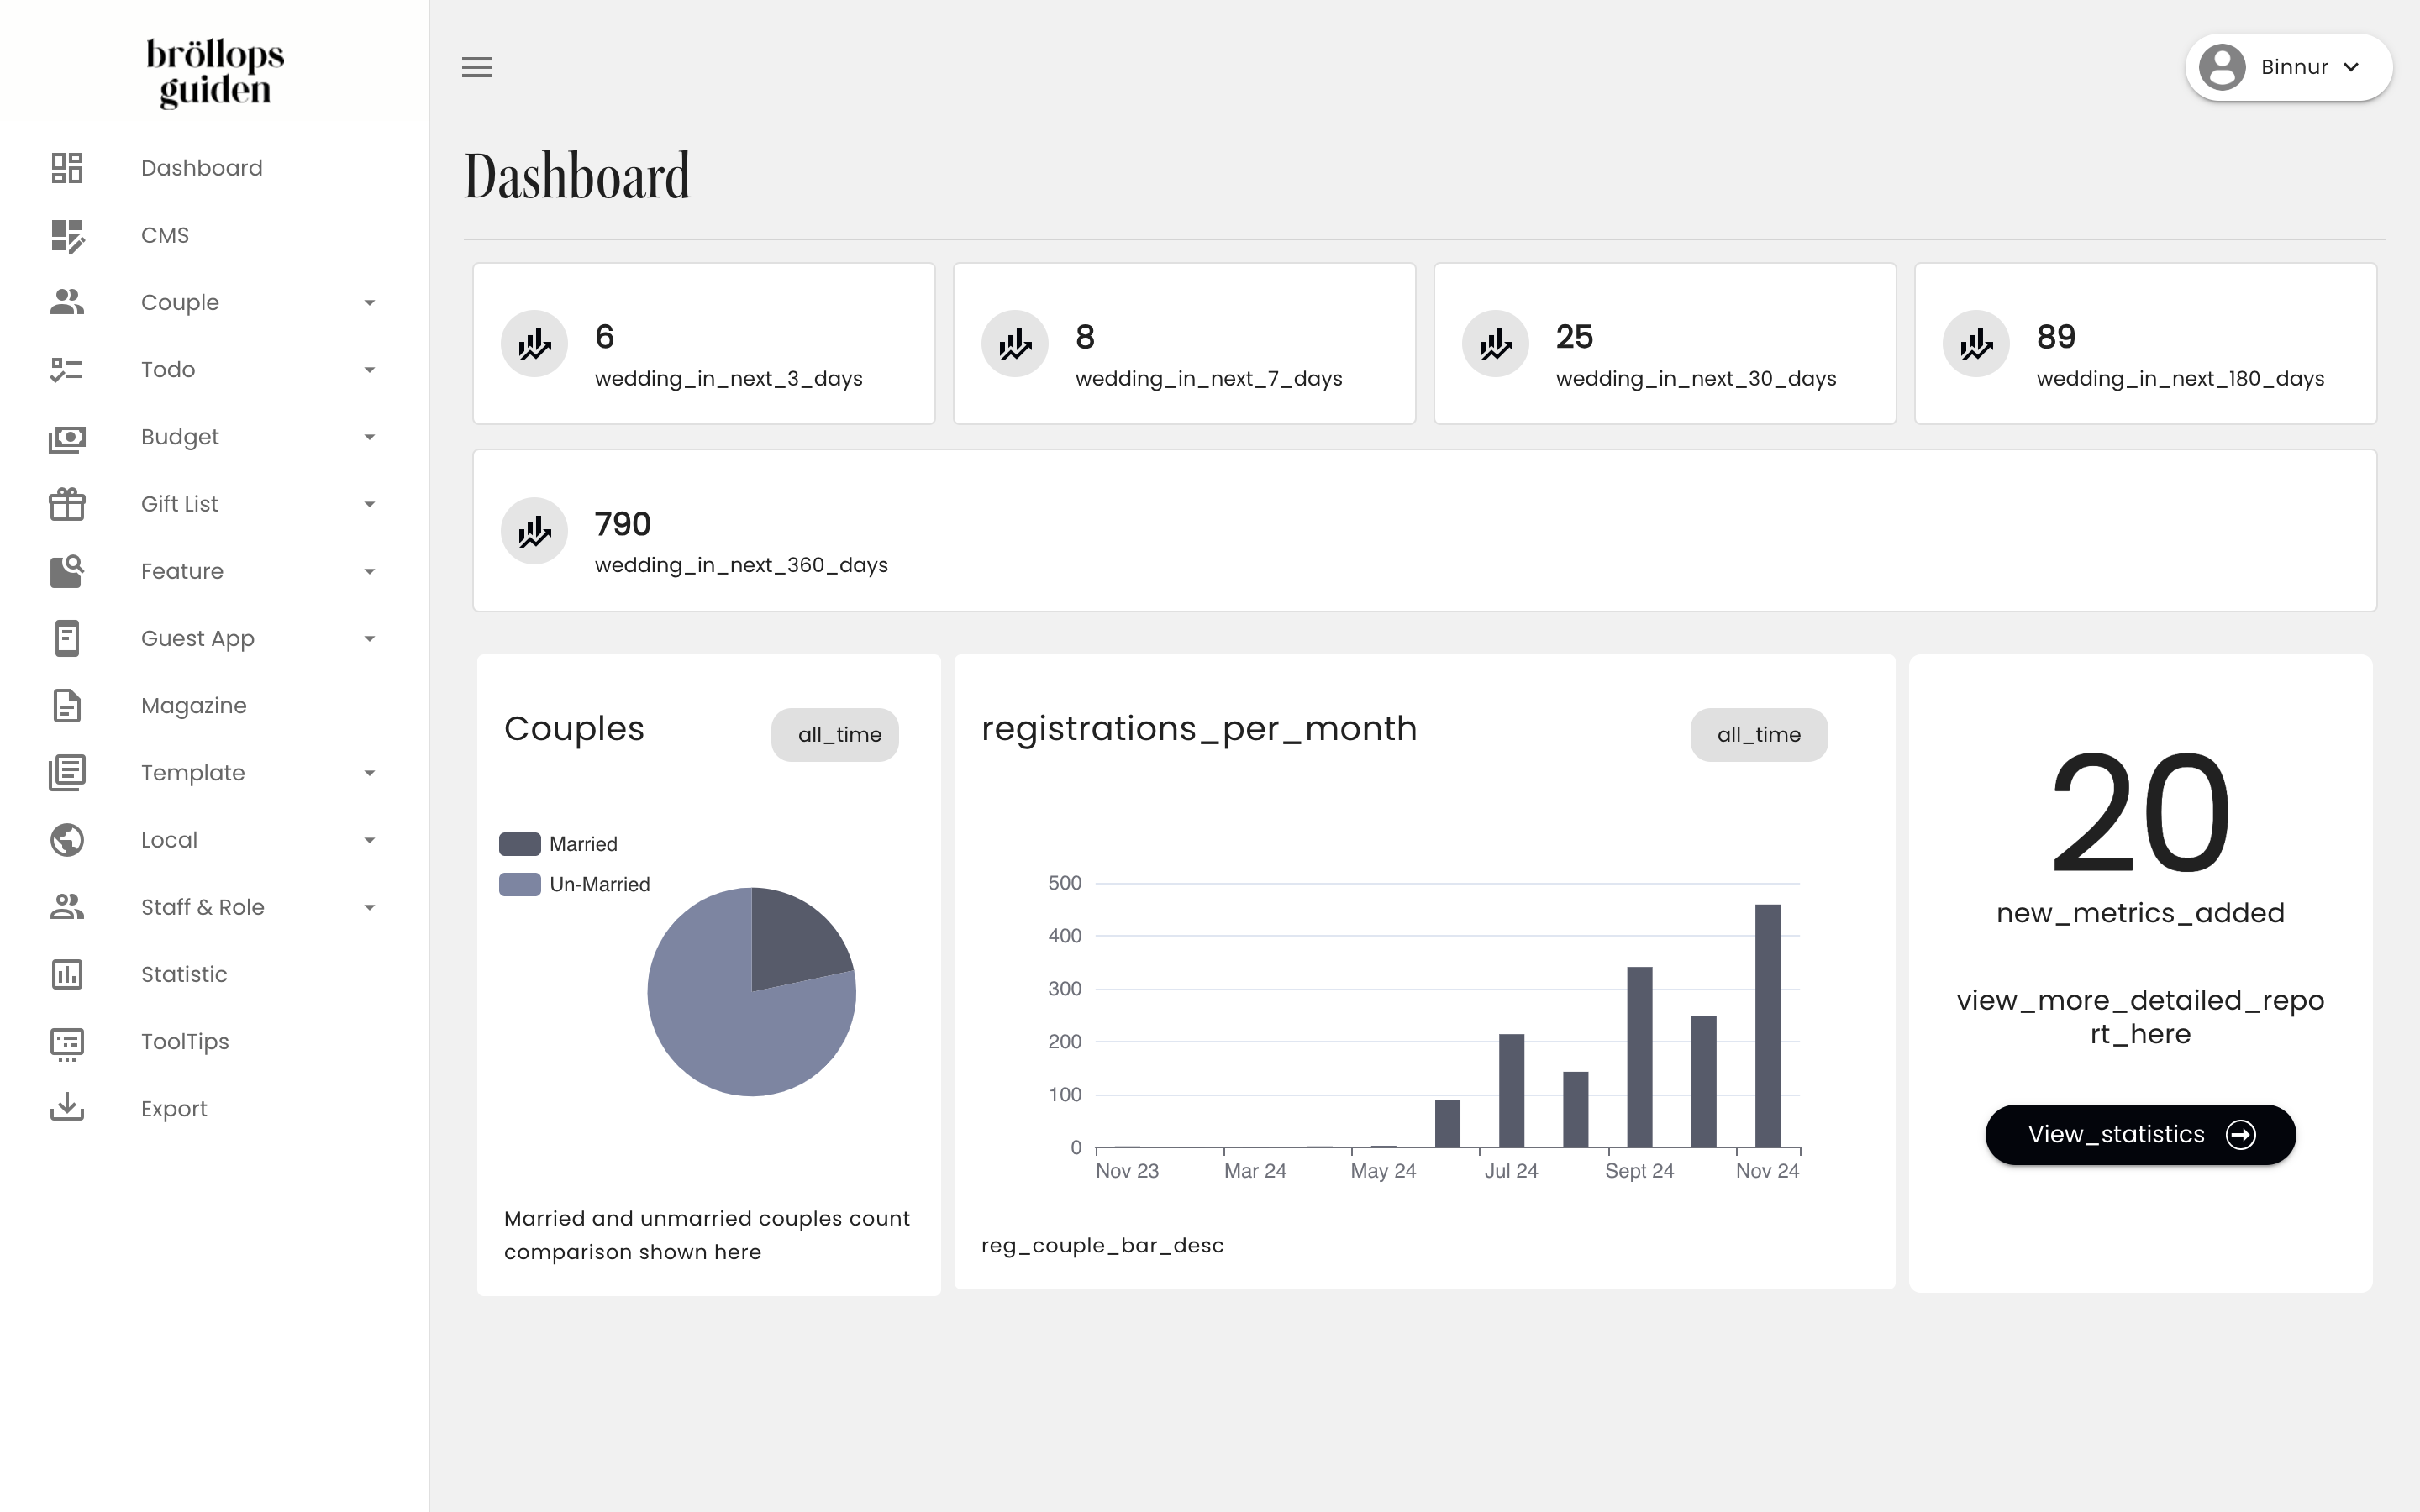 bröllops
guiden
Binnur
Dashboard
CMS
Couple
Todo
Budget
Gift List
Feature
Guest App
Magazine
Template
Local
Staff & Role
Statistic
ToolTips
Export
Dashboard
6
wedding_in_next_3_days
8
wedding_in_next_7_days
25
wedding_in_next_30_days
89
wedding_in_next_180_days
790
wedding_in_next_360_days
Couples
all_time
Married
Un-Married
Married and unmarried couples count
comparison shown here
registrations_per_month
all_time
500
400
300
200
100
0
Nov 23 Mar 24 May 24 Jul 24 Sept 24 Nov 24
reg_couple_bar_desc
20
new_metrics_added
view_more_detailed_repo
rt_here
View_statistics